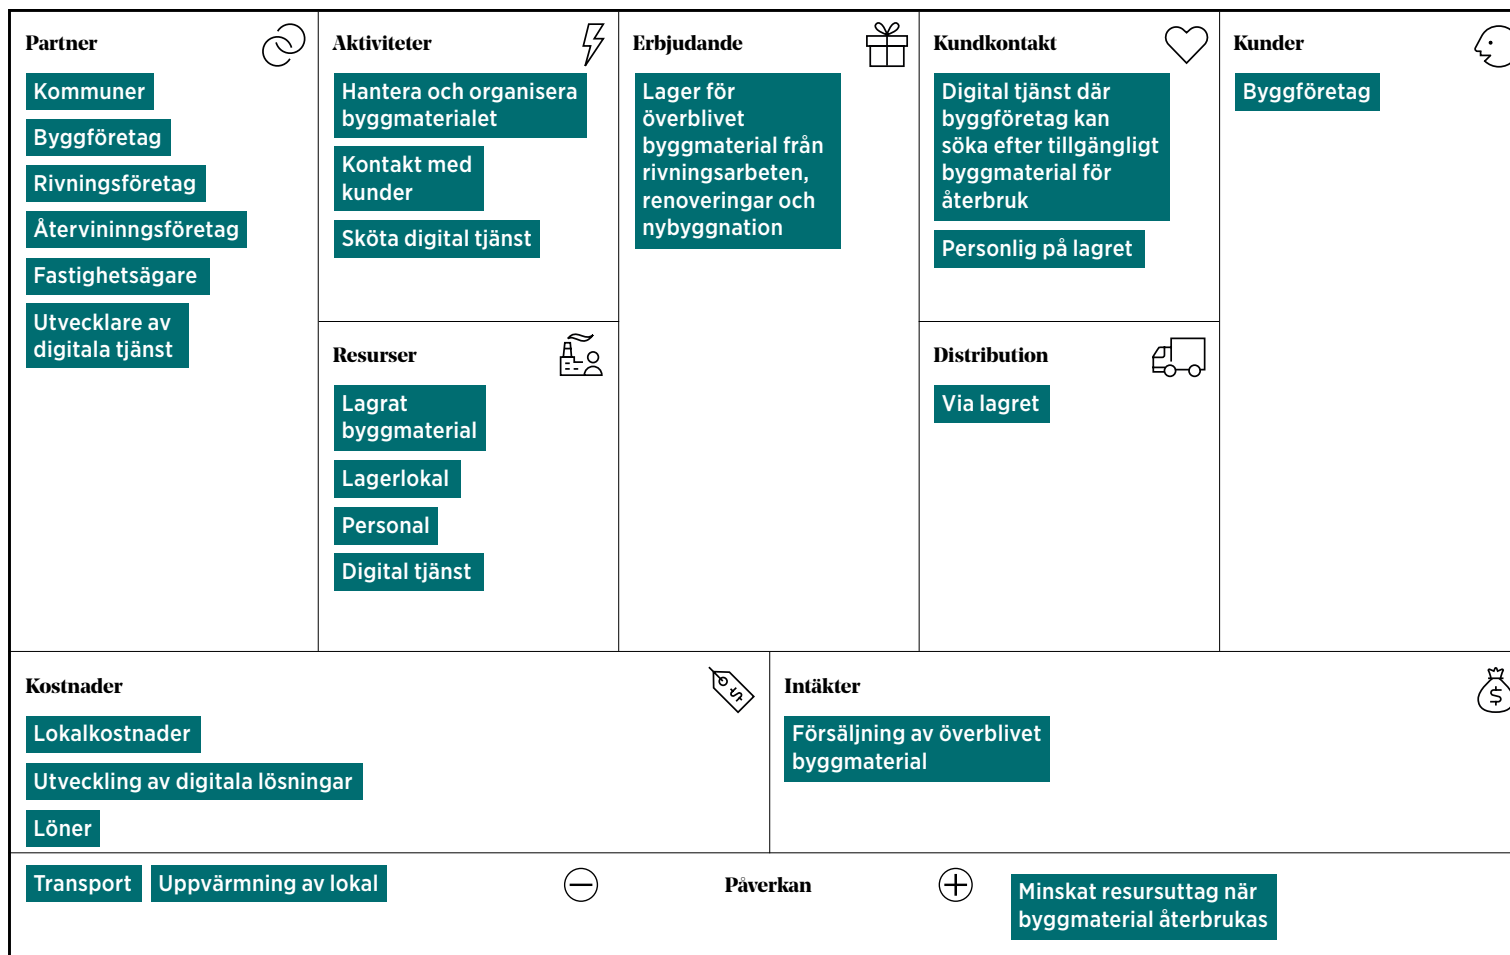 Partner
Kommuner
Byggföretag
Rivningsföretag
Återvininngsföretag
Fastighetsägare
Utvecklare av
digitala tjänst
Aktiviteter
Hantera och organisera
byggmaterialet
Kontakt med
kunder
Sköta digital tjänst
Resurser
Lagrat
byggmaterial
Lagerlokal
Personal
Digital tjänst
Erbjudande
Lager för
överblivet
byggmaterial från
rivningsarbeten,
renoveringar och
nybyggnation
Kundkontakt
Digital tjänst där
byggföretag kan
söka efter tillgängligt
byggmaterial för
återbruk
Personlig på lagret
Distribution
Via lagret
Kunder
Byggföretag
Kostnader
Lokalkostnader
Utveckling av digitala lösningar
Löner
Intäkter
Försäljning av överblivet
byggmaterial
Transport
Uppvärmning av lokal
Påverkan
Minskat resursuttag när
byggmaterial återbrukas